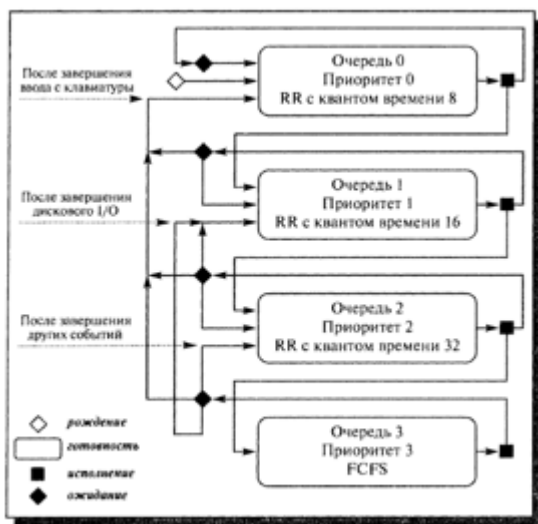 Очередь 0
Приоритет 0
RR с квантом времени 8
После завершения
ввода с клавиатуры
Очередь 1
Приоритет 1
RR с квантом времени 16
После завершения
дискового I/O
Очередь 2
Приоритет 2
RR с квантом времени 32
После завершения
других событий
Очередь 3
Приоритет 3
FCFS
рождение
готовность
исполнение
ожидание